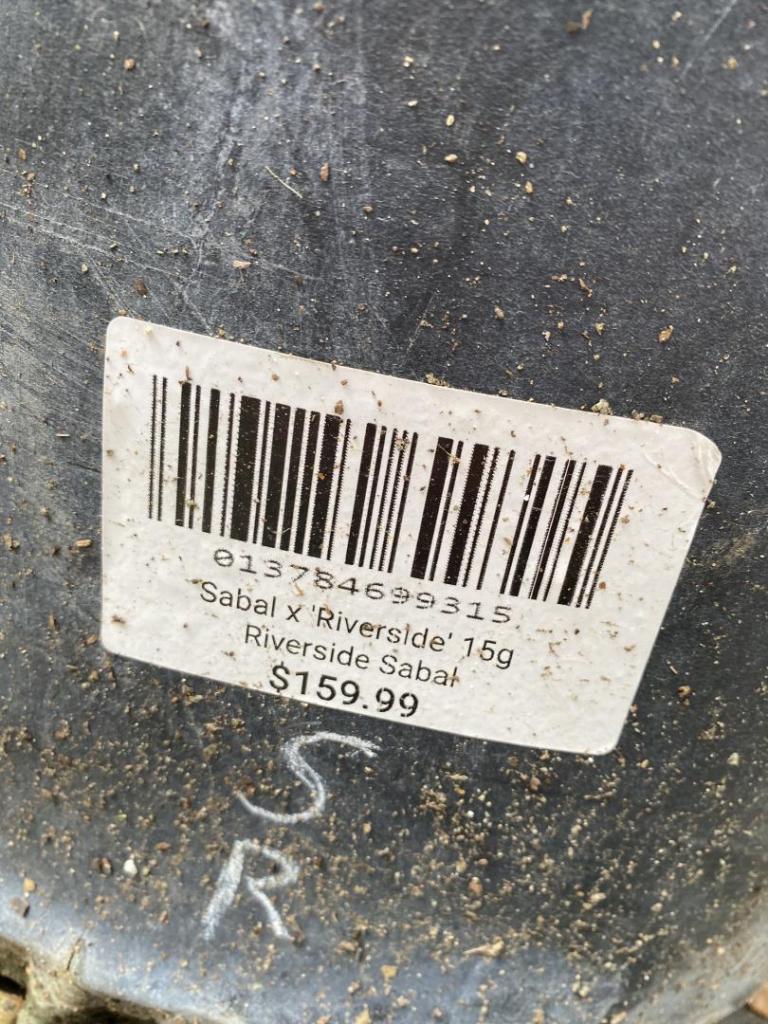 013784699315
Sabal x 'Riverside' 15g
Riverside Sabal
$159.99
S
R